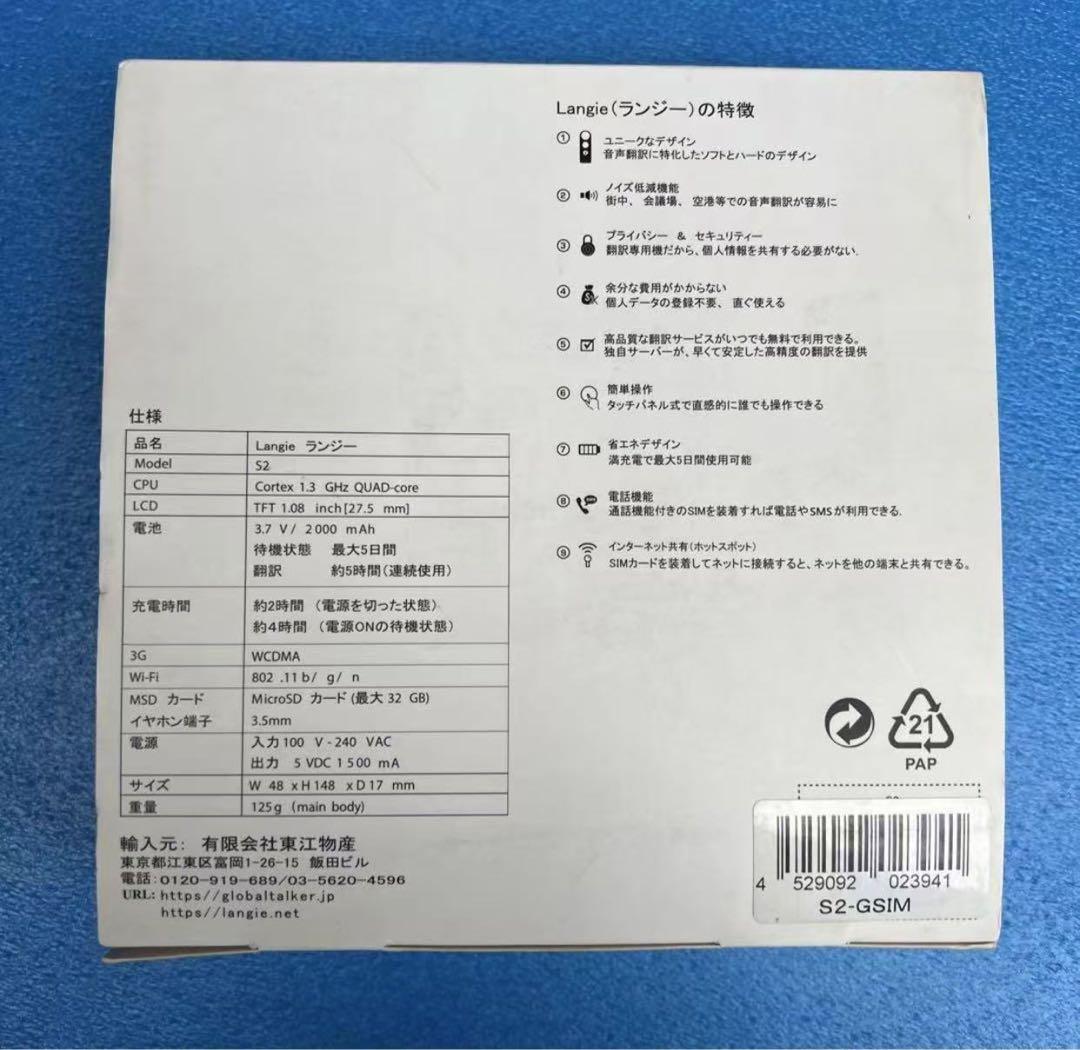 Langie（ランジー）の特徴
① ユニークなデザイン
音声翻訳に特化したソフトとハードのデザイン
② ノイズ低減機能
街中、 会議場、 空港等での音声翻訳が容易に
③ プライバシー ＆ セキュリティー
翻訳専用機だから、個人情報を共有する必要がない.
④ 余分な費用がかからない
個人データの登録不要、 直ぐ使える
⑤ 高品質な翻訳サービスがいつでも無料で利用できる。
独自サーバーが、早くて安定した高精度の翻訳を提供
⑥ 簡単操作
タッチパネル式で直感的に誰でも操作できる
⑦ 省エネデザイン
満充電で最大5日間使用可能
⑧ 電話機能
通話機能付きのSIMを装着すれば電話やSMSが利用できる.
⑨ インターネット共有（ホットスポット）
SIMカードを装着してネットに接続すると、ネットを他の端末と共有できる。
仕様
品名 Langie ランジー
Model S2
CPU Cortex 1.3 GHz QUAD-core
LCD TFT 1.08 inch[27.5 mm]
電池 3.7 V/ 2000 mAh
待機状態 最大5日間
翻訳 約5時間（連続使用）
充電時間 約2時間 （電源を切った状態）
約4時間 （電源ONの待機状態）
3G WCDMA
Wi-Fi 802 .11b/ g/ n
MSD カード MicroSD カード (最大 32 GB)
イヤホン端子 3.5mm
電源 入力100 V-240 VAC
出力 5 VDC 1500 mA
サイズ W 48 xH148 xD17 mm
重量 125g (main body)
輸入元： 有限会社東江物産
東京都江東区富岡1-26-15 飯田ビル
電話：0120-919-689/03-5620-4596
URL: https//globaltalker.jp
https//langie.net
21
PAP
4 529092 023941
S2-GSIM